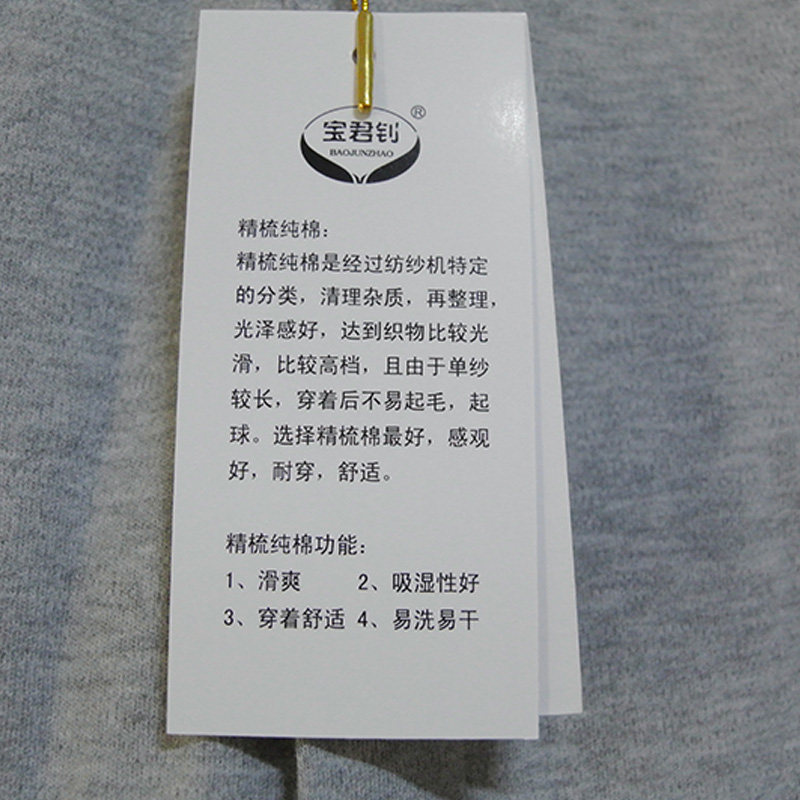 宝君钊®
BAOJUNZHAO
精梳纯棉：
精梳纯棉是经过纺纱机特定
的分类，清理杂质，再整理，
光泽感好，达到织物比较光
滑，比较高档，且由于单纱
较长，穿着后不易起毛，起
球。选择精梳棉最好，感观
好，耐穿，舒适。
精梳纯棉功能：
1、滑爽 2、吸湿性好
3、穿着舒适 4、易洗易干